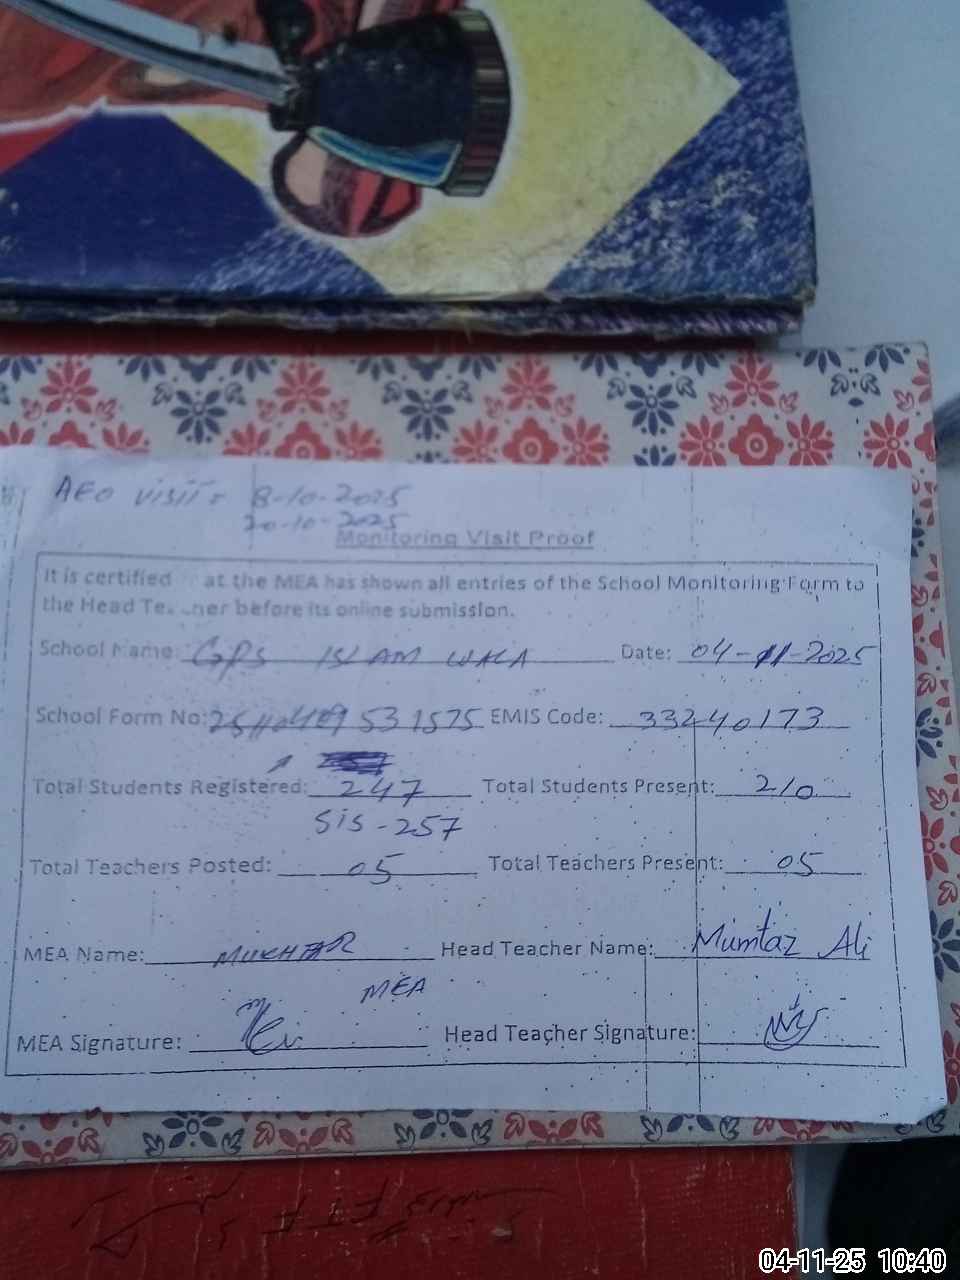 AEO visit: 8-10-2025
20-10-2025
Monitoring Visit Proof
It is certified at the MEA has shown all entries of the School Monitoring Form to
the Head Te. .ner before its online submission.
School Name: GPS ISLAM WALA Date: 04-11-2025
School Form No: EMIS Code: 33240173
Total Students Registered: 247 Total Students Present: 210
SiS-257
Total Teachers Posted: 05 Total Teachers Present: 05
MEA Name: MUKHTAR Head Teacher Name: Mumtaz Ali
MEA
MEA Signature: Head Teacher Signature:
04-11-25 10:40